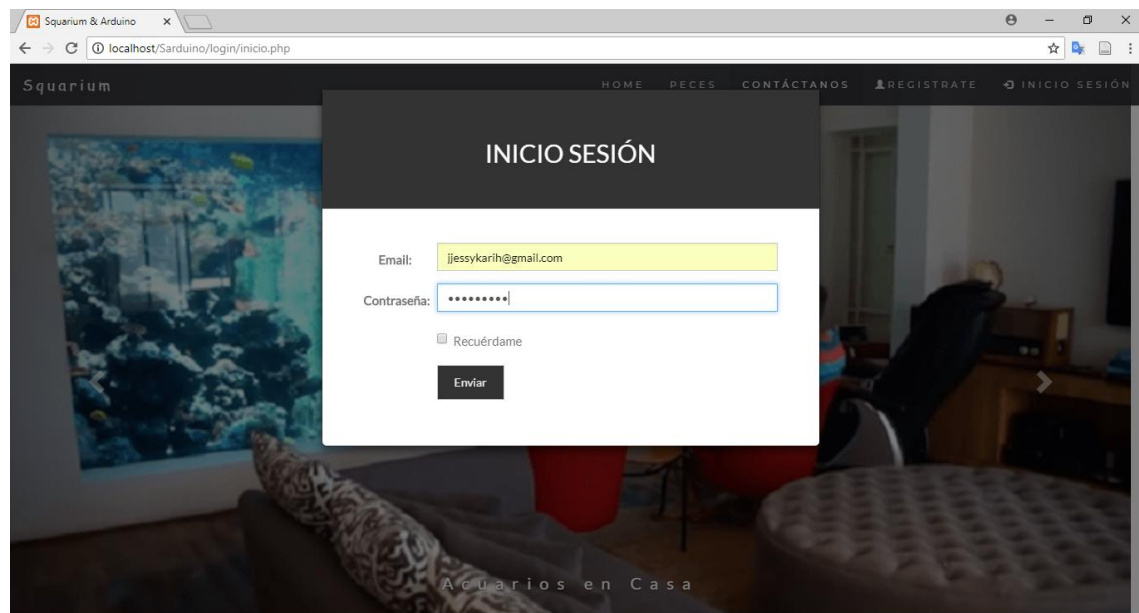 Squarium & Arduino
localhost/Sarduino/login/inicio.php
Squarium HOME PECES CONTÁCTANOS REGISTRATE INICIO SESIÓN
INICIO SESIÓN
Email: jjessykarih@gmail.com
Contraseña: •••••••••
Recuérdame
Enviar
Acuarios en Casa